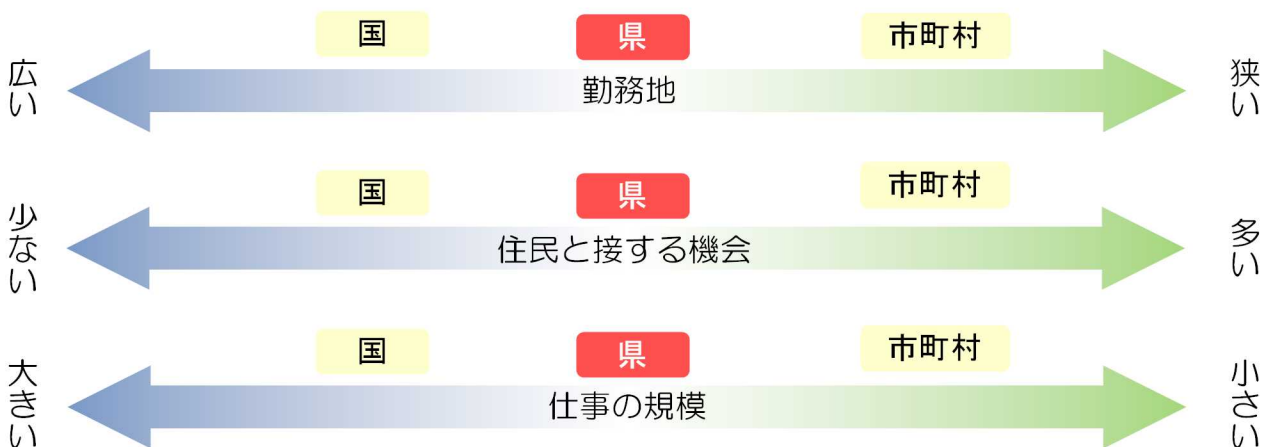 国
県
市町村
広い
勤務地
狭い
国
県
市町村
少ない
住民と接する機会
多い
国
県
市町村
大きい
仕事の規模
小さい